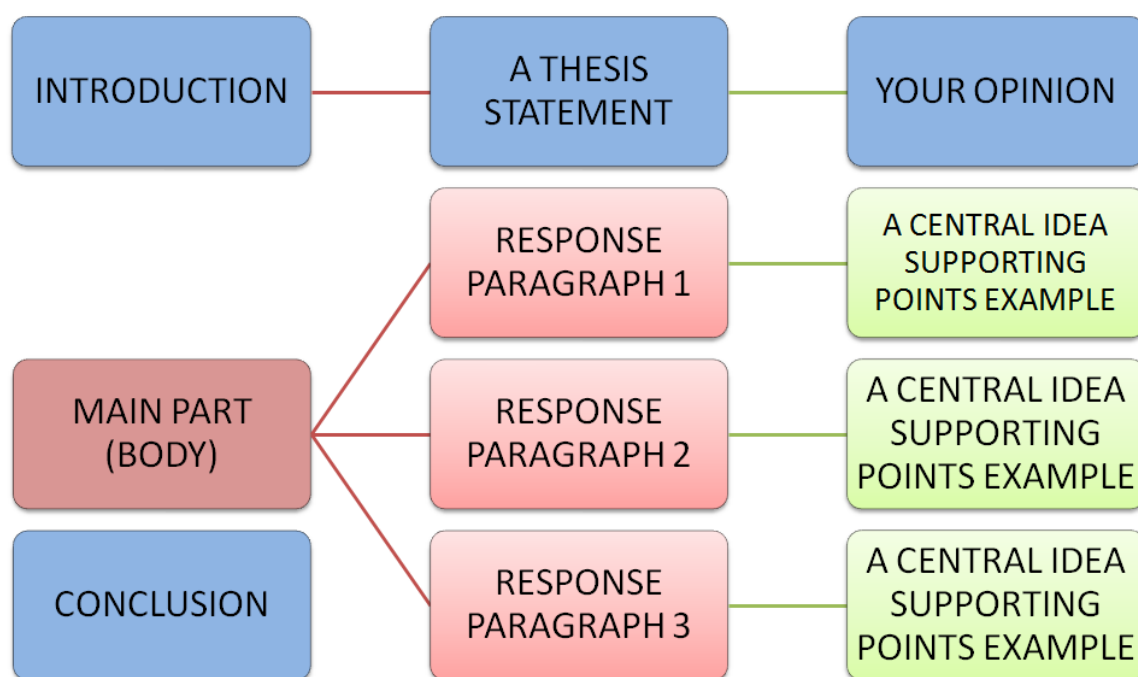 INTRODUCTION
A THESIS
STATEMENT
YOUR OPINION
RESPONSE
PARAGRAPH 1
A CENTRAL IDEA
SUPPORTING
POINTS EXAMPLE
MAIN PART
(BODY)
RESPONSE
PARAGRAPH 2
A CENTRAL IDEA
SUPPORTING
POINTS EXAMPLE
CONCLUSION
RESPONSE
PARAGRAPH 3
A CENTRAL IDEA
SUPPORTING
POINTS EXAMPLE